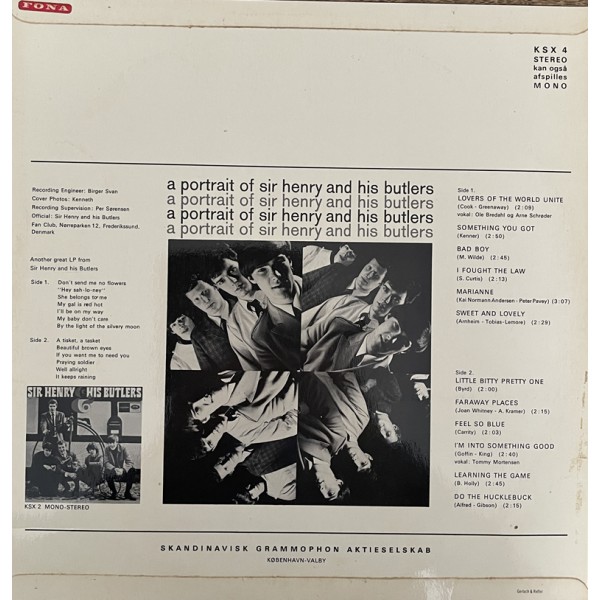 FONA
KSX 4
STEREO
kan også
afspilles
MONO
a portrait of sir henry and his butlers
a portrait of sir henry and his butlers
a portrait of sir henry and his butlers
a portrait of sir henry and his butlers
Recording Engineer: Birger Svan
Cover Photos: Kenneth
Recording Supervision: Per Sørensen
Official: Sir Henry and his Butlers
Fan Club, Nørreparken 12, Frederikssund,
Denmark
Another great LP from
Sir Henry and his Butlers
Side 1. Don't send me no flowers
"Hey sah-lo-ney"
She belongs to me
My gal is red hot
I'll be on my way
My baby don't care
By the light of the silvery moon
Side 2. A tisket, a tasket
Beautiful brown eyes
If you want me to need you
Praying soldier
Well allright
It keeps raining
SIR HENRY & HIS BUTLERS
KSX 2 MONO-STEREO
Side 1.
LOVERS OF THE WORLD UNITE
(Cook - Greenaway) (2:09)
vokal: Ole Bredahl og Arne Schrøder
SOMETHING YOU GOT
(Kenner) (2:50)
BAD BOY
(M. Wilde) (2:45)
I FOUGHT THE LAW
(S. Curtis) (2:13)
MARIANNE
(Kai Normann Andersen - Peter Pavay) (3:07)
SWEET AND LOVELY
(Arnheim - Tobias-Lemare) (2:29)
Side 2.
LITTLE BITTY PRETTY ONE
(Byrd) (2:00)
FARAWAY PLACES
(Joan Whitney - A. Kramer) (2:15)
FEEL SO BLUE
(Carrity) (2:03)
I'M INTO SOMETHING GOOD
(Goffin - King) (2:40)
vokal: Tommy Mortensen
LEARNING THE GAME
(B. Holly) (2:45)
DO THE HUCKLEBUCK
(Alfred - Gibson) (2:15)
SKANDINAVISK GRAMMOPHON AKTIESELSKAB
KØBENHAVN-VALBY